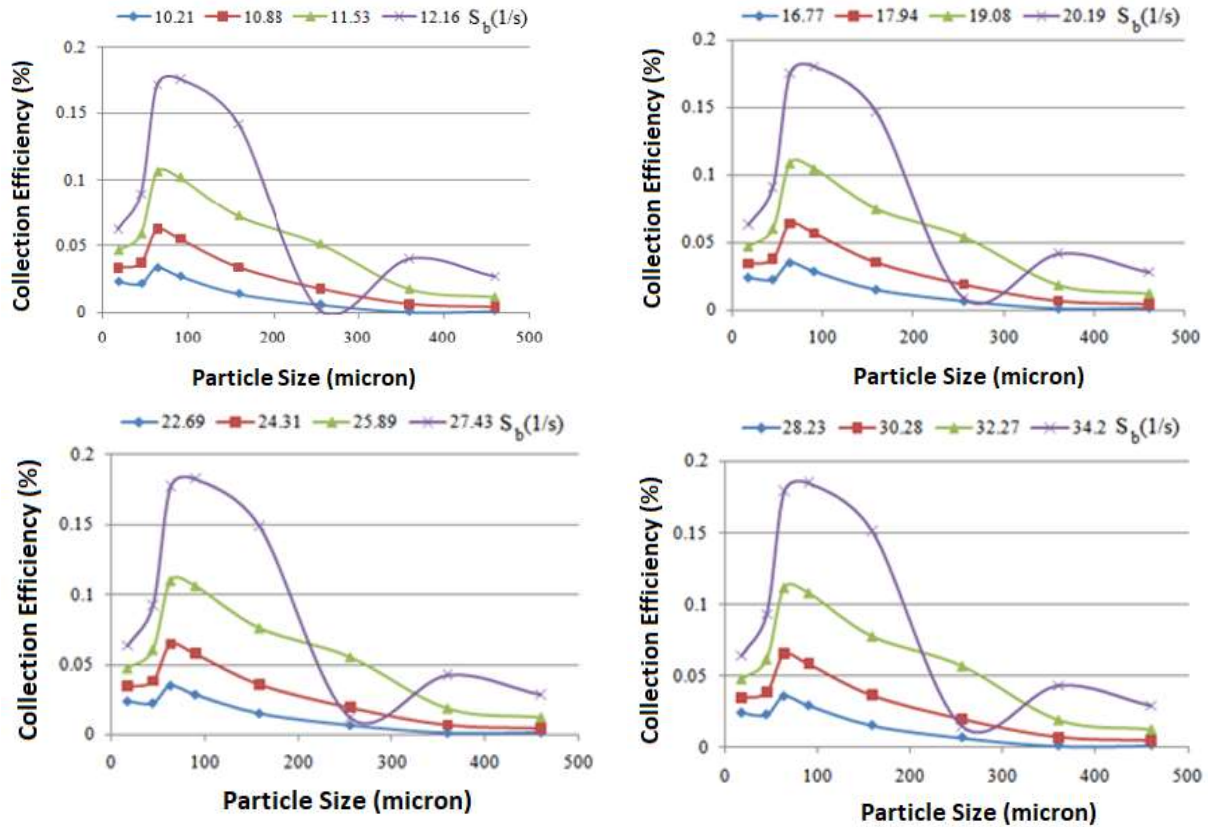 10.21 10.88 11.53 12.16 S_b(1/s)
0.2
0.15
0.1
0.05
0
0 100 200 300 400 500
Collection Efficiency (%)
Particle Size (micron)
16.77 17.94 19.08 20.19 S_b(1/s)
0.2
0.15
0.1
0.05
0
0 100 200 300 400 500
Collection Efficiency (%)
Particle Size (micron)
22.69 24.31 25.89 27.43 S_b(1/s)
0.2
0.15
0.1
0.05
0
0 100 200 300 400 500
Collection Efficiency (%)
Particle Size (micron)
28.23 30.28 32.27 34.2 S_b(1/s)
0.2
0.15
0.1
0.05
0
0 100 200 300 400 500
Collection Efficiency (%)
Particle Size (micron)